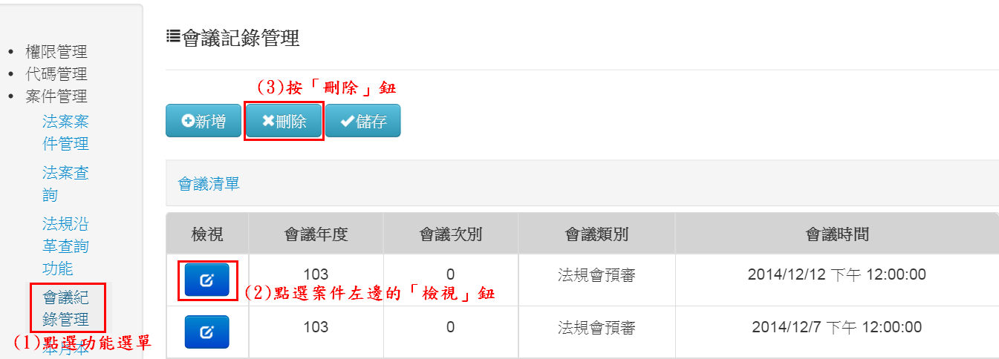 會議記錄管理
權限管理
代碼管理
案件管理
法案案
件管理
法案查
詢
法規沿
革查詢
功能
會議紀
錄管理
(1)點選功能選單
本月本
(3)按「刪除」鈕
新增
刪除
儲存
會議清單
檢視 會議年度 會議次別 會議類別 會議時間
103 0 法規會預審 2014/12/12 下午 12:00:00
(2)點選案件左邊的「檢視」鈕
103 0 法規會預審 2014/12/7 下午 12:00:00